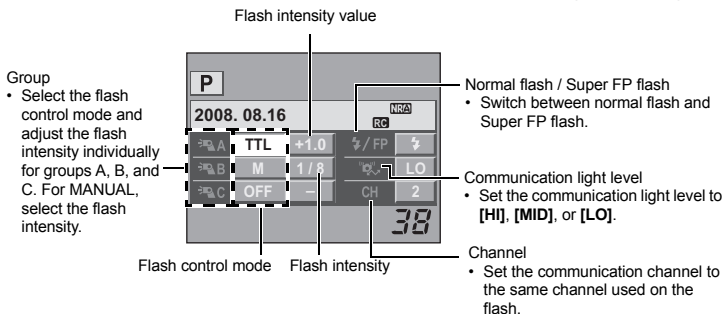 Flash intensity value
Group
• Select the flash
control mode and
adjust the flash
intensity individually
for groups A, B, and
C. For MANUAL,
select the flash
intensity.
P
2008. 08.16
NR
RC
A TTL +1.0 /FP
B M 1/8 LO
C OFF – CH 2
38
Flash control mode
Flash intensity
Normal flash / Super FP flash
• Switch between normal flash and
Super FP flash.
Communication light level
• Set the communication light level to
[HI], [MID], or [LO].
Channel
• Set the communication channel to
the same channel used on the
flash.